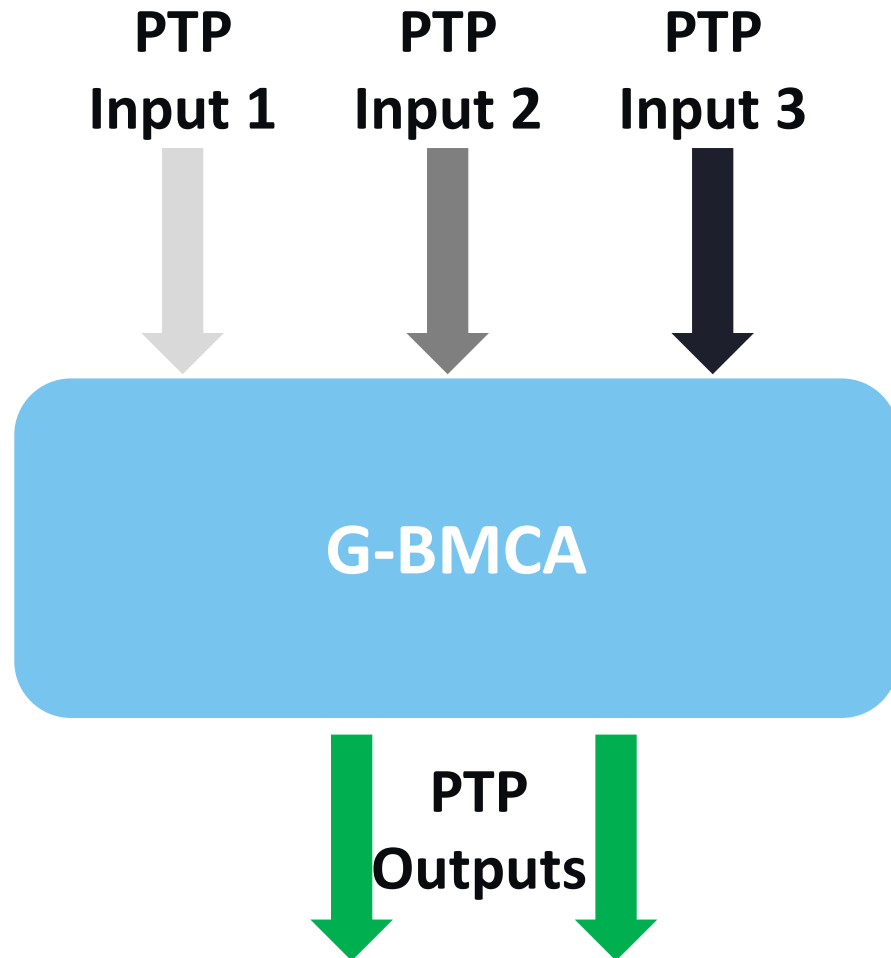 PTP PTP PTP
Input 1 Input 2 Input 3
G-BMCA
PTP
Outputs